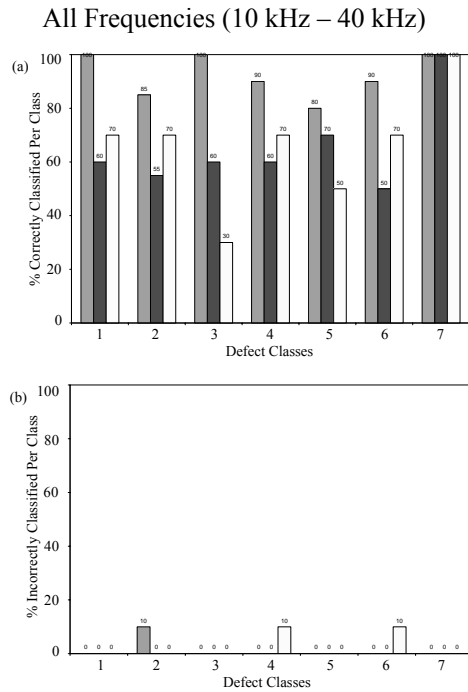 All Frequencies (10 kHz – 40 kHz)
(a)
% Correctly Classified Per Class
100
80
60
40
20
0
100 60 70
85 55 70
100 60 30
90 60 70
80 70 50
90 50 70
100 100 100
1 2 3 4 5 6 7
Defect Classes
(b)
% Incorrectly Classified Per Class
100
80
60
40
20
0
0 0 0
10 0 0
0 0 0
0 0 10
0 0 0
0 0 10
0 0 0
1 2 3 4 5 6 7
Defect Classes